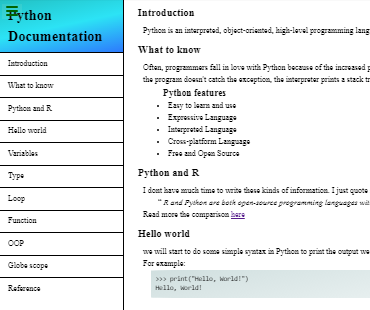 Python
Documentation
Introduction
What to know
Python and R
Hello world
Variables
Type
Loop
Function
OOP
Globe scope
Reference
Introduction
Python is an interpreted, object-oriented, high-level programming lang
What to know
Often, programmers fall in love with Python because of the increased p
the program doesn't catch the exception, the interpreter prints a stack t
Python features
Easy to learn and use
Expressive Language
Interpreted Language
Cross-platform Language
Free and Open Source
Python and R
I dont have much time to write these kinds of information. I just quote
" R and Python are both open-source programming languages wit
Read more the comparison here
Hello world
we will start to do some simple syntax in Python to print the output we
For example:
>>> print("Hello, World!")
Hello, World!